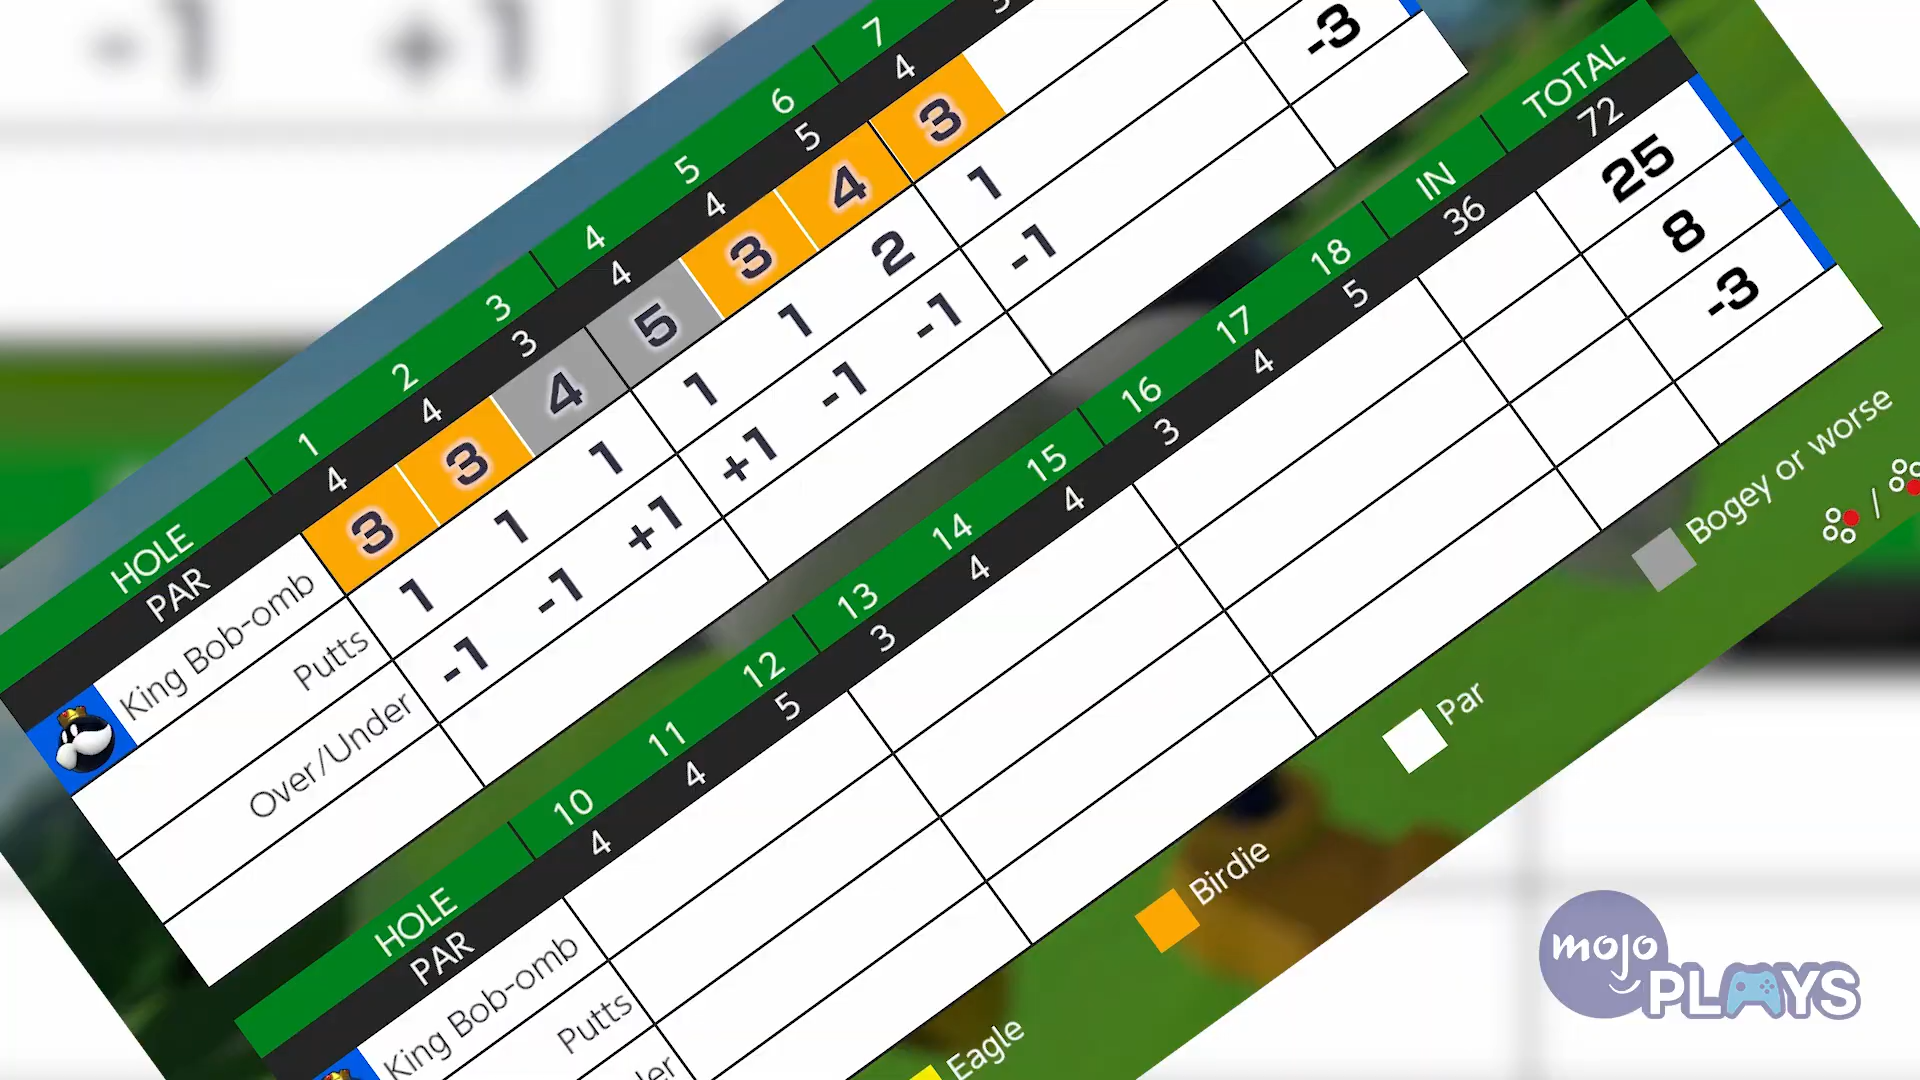 -1 +1
HOLE 1 2 3 4 5 6 7
PAR 4 4 3 4 4 5 4
King Bob-omb 3 3 4 5 3 4 3
Putts 1 1 1 1 1 2 1
Over/Under -1 -1 +1 +1 -1 -1 -1
-3
HOLE 10 11 12 13 14 15 16 17 18 IN TOTAL
PAR 4 4 5 3 4 4 3 4 5 36 72
King Bob-omb 25
Putts 8
-3
Eagle Birdie Par Bogey or worse
/
mojo
PLAYS